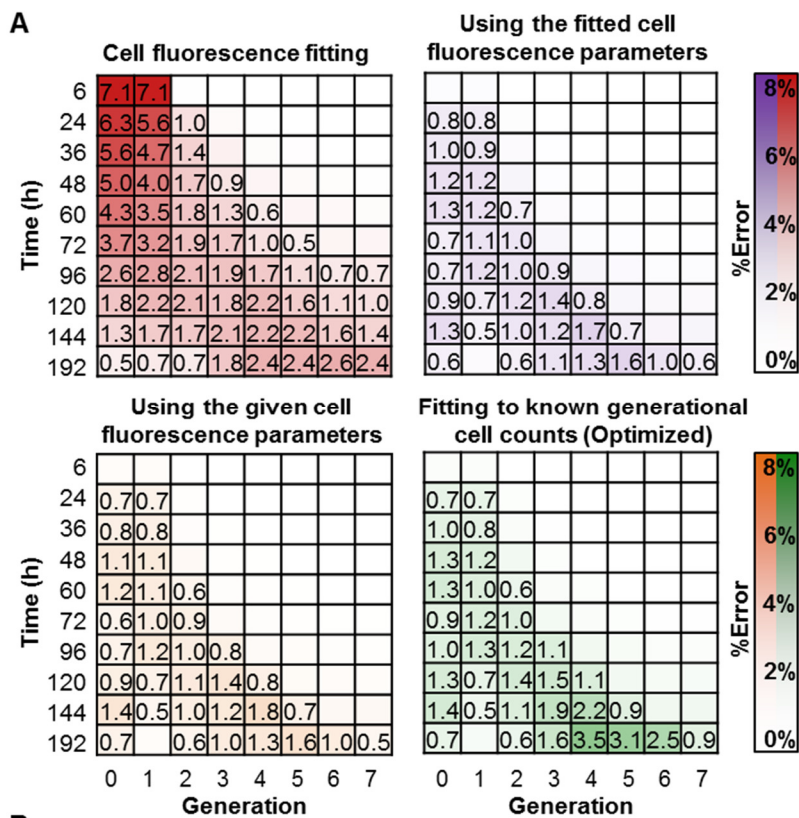 A
Cell fluorescence fitting
Using the fitted cell
fluorescence parameters
Time (h)
6 7.1 7.1
24 6.3 5.6 1.0
36 5.6 4.7 1.4
48 5.0 4.0 1.7 0.9
60 4.3 3.5 1.8 1.3 0.6
72 3.7 3.2 1.9 1.7 1.0 0.5
96 2.6 2.8 2.1 1.9 1.7 1.1 0.7 0.7
120 1.8 2.2 2.1 1.8 2.2 1.6 1.1 1.0
144 1.3 1.7 1.7 2.1 2.2 2.2 1.6 1.4
192 0.5 0.7 0.7 1.8 2.4 2.4 2.6 2.4
0.8 0.8
1.0 0.9
1.2 1.2
1.3 1.2 0.7
0.7 1.1 1.0
0.7 1.2 1.0 0.9
0.9 0.7 1.2 1.4 0.8
1.3 0.5 1.0 1.2 1.7 0.7
0.6 0.6 1.1 1.3 1.6 1.0 0.6
%Error
8%
6%
4%
2%
0%
Using the given cell
fluorescence parameters
Fitting to known generational
cell counts (Optimized)
Time (h)
6
24 0.7 0.7
36 0.8 0.8
48 1.1 1.1
60 1.2 1.1 0.6
72 0.6 1.0 0.9
96 0.7 1.2 1.0 0.8
120 0.9 0.7 1.1 1.4 0.8
144 1.4 0.5 1.0 1.2 1.8 0.7
192 0.7 0.6 1.0 1.3 1.6 1.0 0.5
0 1 2 3 4 5 6 7
Generation
0.7 0.7
1.0 0.8
1.3 1.2
1.3 1.0 0.6
0.9 1.2 1.0
1.0 1.3 1.2 1.1
1.3 0.7 1.4 1.5 1.1
1.4 0.5 1.1 1.9 2.2 0.9
0.7 0.6 1.6 3.5 3.1 2.5 0.9
0 1 2 3 4 5 6 7
Generation
%Error
8%
6%
4%
2%
0%